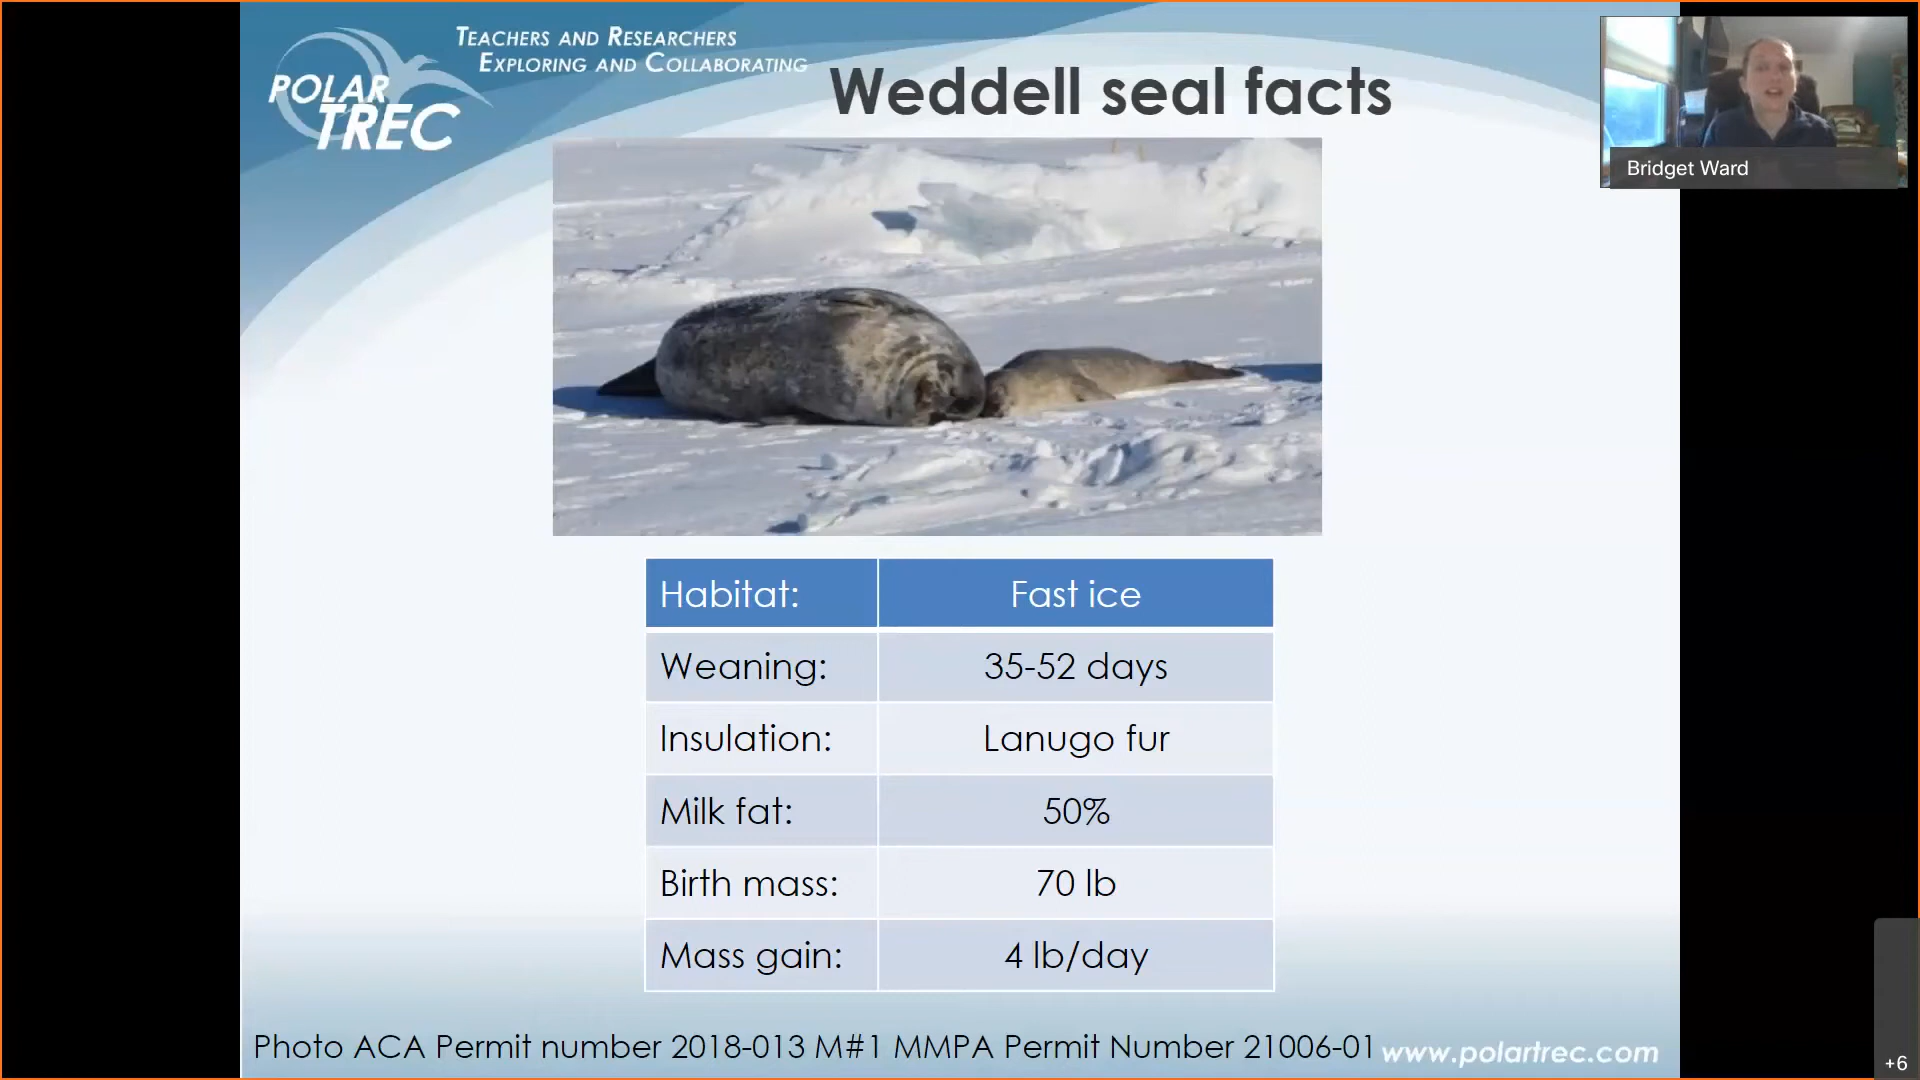 TEACHERS AND RESEARCHERS
EXPLORING AND COLLABORATING
POLAR
TREC
Weddell seal facts
Bridget Ward
Habitat: Fast ice
Weaning: 35-52 days
Insulation: Lanugo fur
Milk fat: 50%
Birth mass: 70 lb
Mass gain: 4 lb/day
Photo ACA Permit number 2018-013 M#1 MMPA Permit Number 21006-01
www.polartrec.com
+6